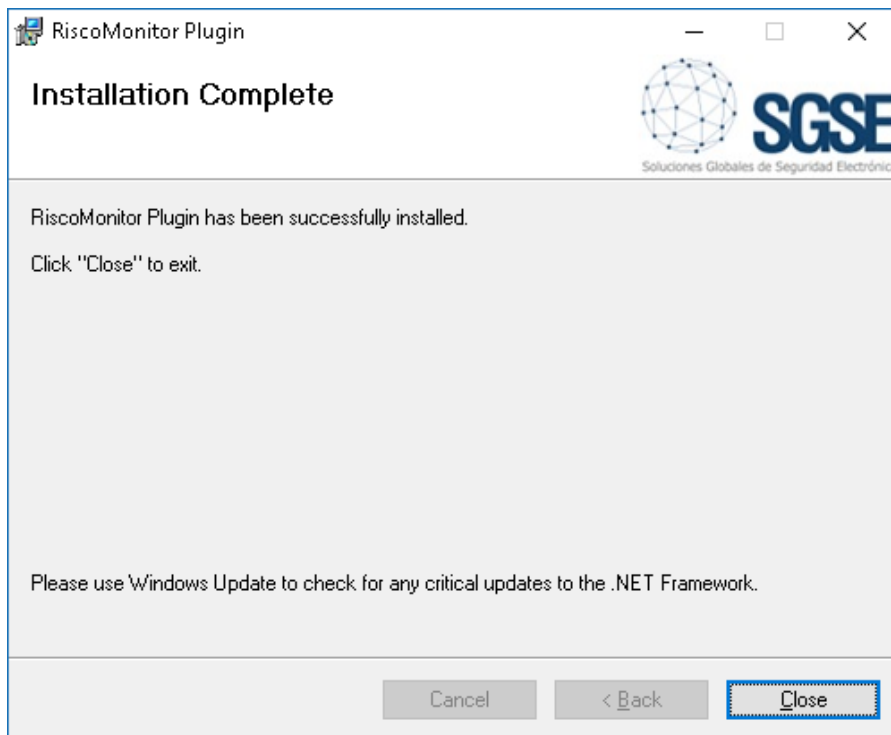 RiscoMonitor Plugin
Installation Complete
SGSE
Soluciones Globales de Seguridad Electrónic
RiscoMonitor Plugin has been successfully installed.
Click "Close" to exit.
Please use Windows Update to check for any critical updates to the .NET Framework.
Cancel
< Back
Close